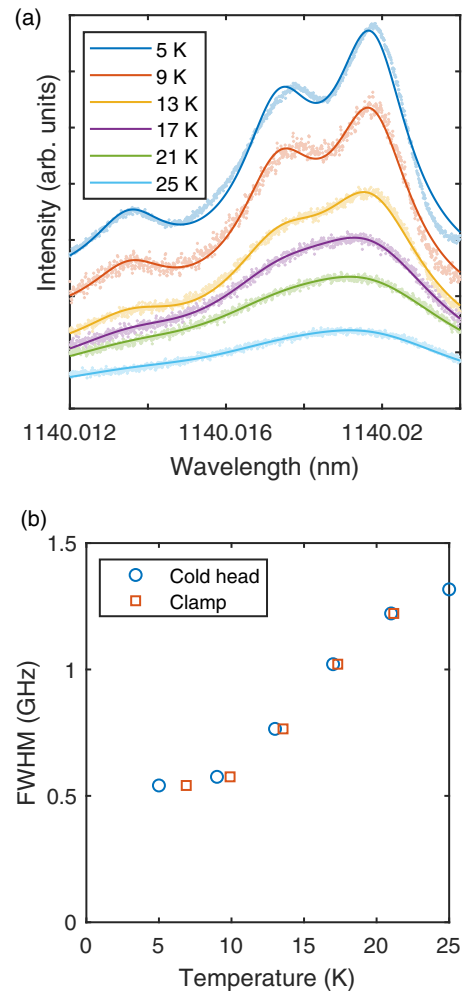 (a)
5 K
9 K
13 K
17 K
21 K
25 K
Intensity (arb. units)
1140.012 1140.016 1140.02
Wavelength (nm)
(b)
1.5
Cold head
Clamp
1
0.5
0
FWHM (GHz)
0 5 10 15 20 25
Temperature (K)